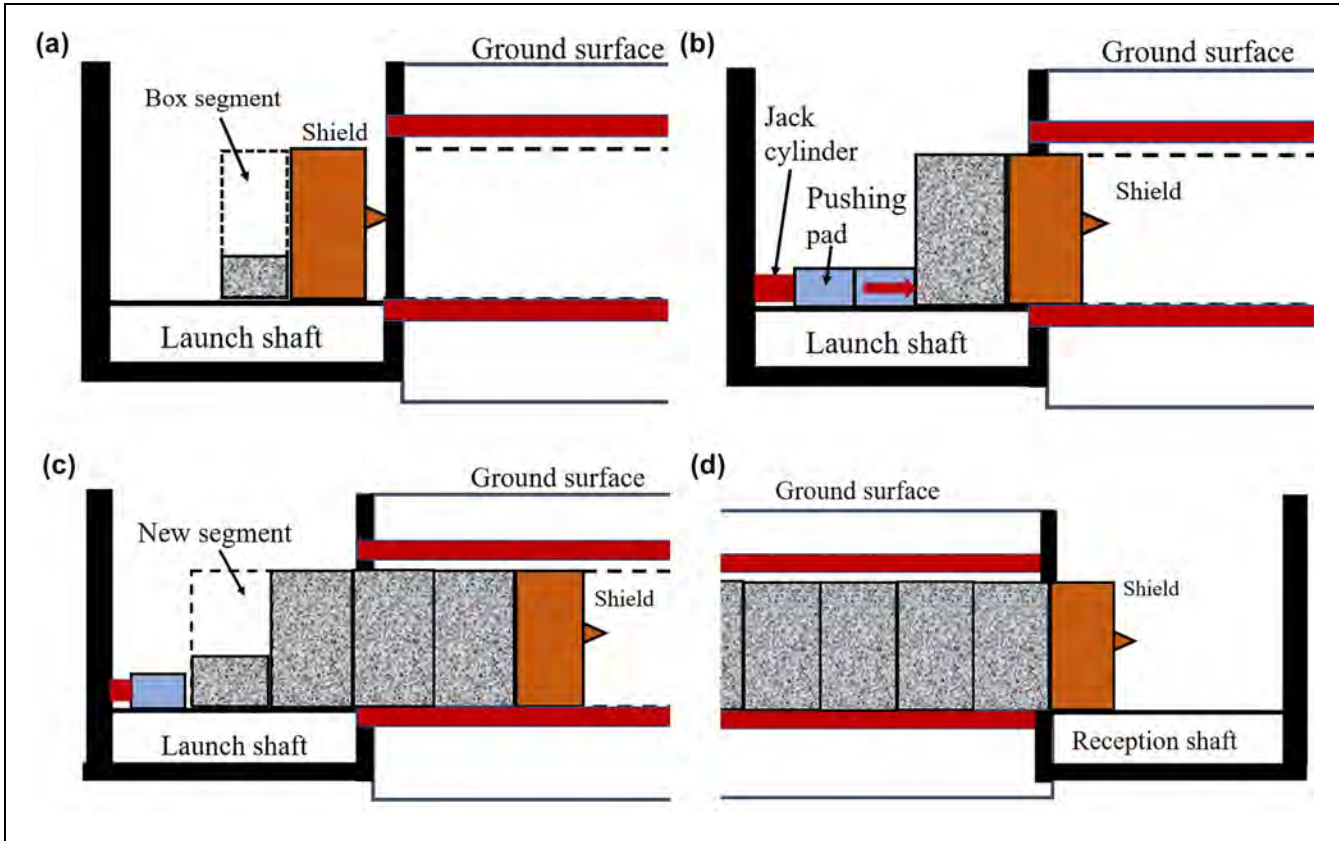 (a)
Ground surface
Box segment
Shield
Launch shaft
(b)
Ground surface
Jack
cylinder
Pushing
pad
Shield
Launch shaft
(c)
Ground surface
New segment
Shield
Launch shaft
(d)
Ground surface
Shield
Reception shaft